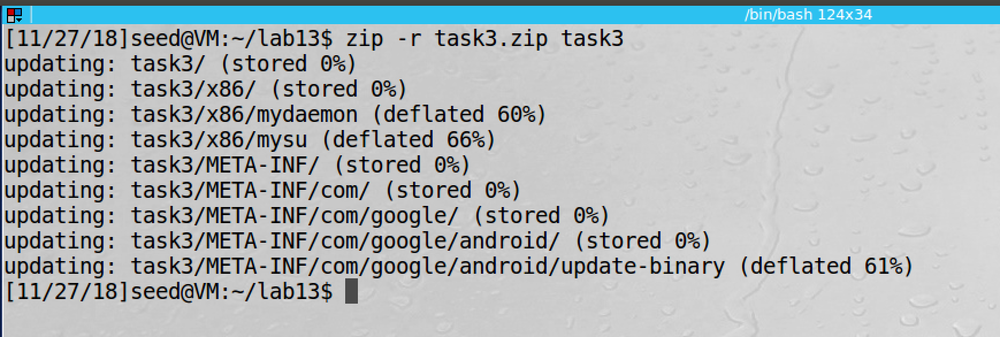 /bin/bash 124x34
[11/27/18]seed@VM:~/lab13$ zip -r task3.zip task3
updating: task3/ (stored 0%)
updating: task3/x86/ (stored 0%)
updating: task3/x86/mydaemon (deflated 60%)
updating: task3/x86/mysu (deflated 66%)
updating: task3/META-INF/ (stored 0%)
updating: task3/META-INF/com/ (stored 0%)
updating: task3/META-INF/com/google/ (stored 0%)
updating: task3/META-INF/com/google/android/ (stored 0%)
updating: task3/META-INF/com/google/android/update-binary (deflated 61%)
[11/27/18]seed@VM:~/lab13$